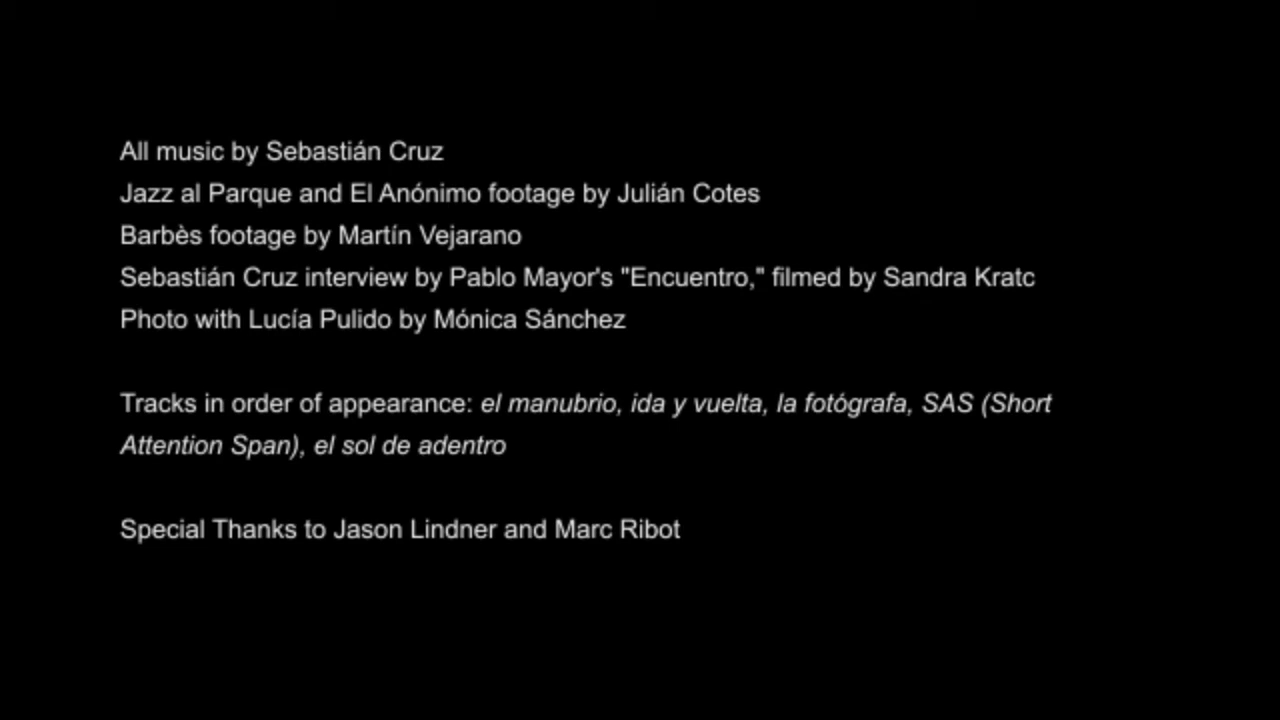 All music by Sebastián Cruz
Jazz al Parque and El Anónimo footage by Julián Cotes
Barbès footage by Martín Vejarano
Sebastián Cruz interview by Pablo Mayor's "Encuentro," filmed by Sandra Kratc
Photo with Lucía Pulido by Mónica Sánchez
Tracks in order of appearance: el manubrio, ida y vuelta, la fotógrafa, SAS (Short
Attention Span), el sol de adentro
Special Thanks to Jason Lindner and Marc Ribot